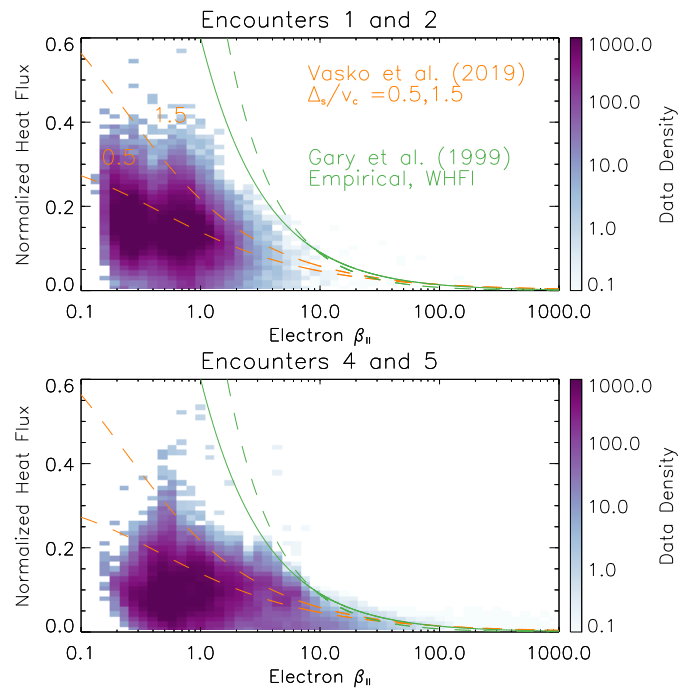 Encounters 1 and 2
Normalized Heat Flux
0.6
0.4
0.2
0.0
Vasko et al. (2019)
Δs/vc =0.5,1.5
1.5
0.5
Gary et al. (1999)
Empirical, WHFI
0.1 1.0 10.0 100.0 1000.0
Electron β||
1000.0
100.0
10.0
1.0
0.1
Data Density
Encounters 4 and 5
Normalized Heat Flux
0.6
0.4
0.2
0.0
0.1 1.0 10.0 100.0 1000.0
Electron β||
1000.0
100.0
10.0
1.0
0.1
Data Density